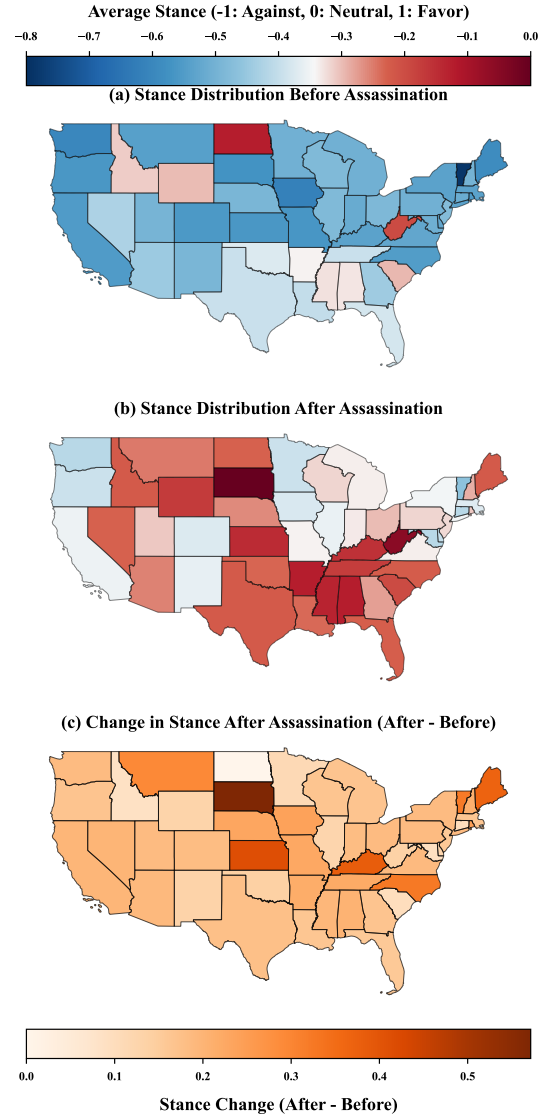 Average Stance (-1: Against, 0: Neutral, 1: Favor)
−0.8 −0.7 −0.6 −0.5 −0.4 −0.3 −0.2 −0.1 0.0
(a) Stance Distribution Before Assassination
(b) Stance Distribution After Assassination
(c) Change in Stance After Assassination (After - Before)
0.0 0.1 0.2 0.3 0.4 0.5
Stance Change (After - Before)